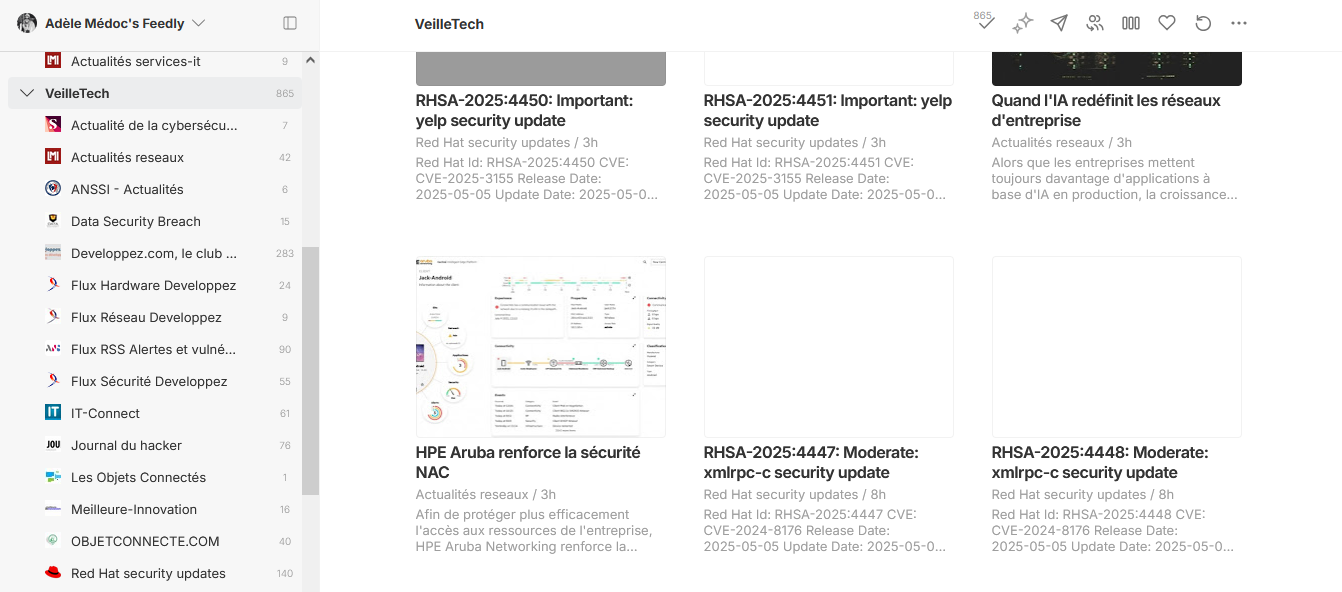 Adèle Médoc's Feedly
Actualités services-it 9
VeilleTech 865
Actualité de la cybersécu... 7
Actualités reseaux 42
ANSSI - Actualités 6
Data Security Breach 15
Developpez.com, le club ... 283
Flux Hardware Developpez 24
Flux Réseau Developpez 9
Flux RSS Alertes et vulné... 90
Flux Sécurité Developpez 55
IT-Connect 61
Journal du hacker 76
Les Objets Connectés 1
Meilleure-Innovation 16
OBJETCONNECTE.COM 40
Red Hat security updates 140
VeilleTech
865
RHSA-2025:4450: Important:
yelp security update
Red Hat security updates / 3h
Red Hat Id: RHSA-2025:4450 CVE:
CVE-2025-3155 Release Date:
2025-05-05 Update Date: 2025-05-0...
RHSA-2025:4451: Important: yelp
security update
Red Hat security updates / 3h
Red Hat Id: RHSA-2025:4451 CVE:
CVE-2025-3155 Release Date:
2025-05-05 Update Date: 2025-05-0...
Quand l'IA redéfinit les réseaux
d'entreprise
Actualités reseaux / 3h
Alors que les entreprises mettent
toujours davantage d'applications à
base d'IA en production, la croissance...
Jack-Android
HPE Aruba renforce la sécurité
NAC
Actualités reseaux / 3h
Afin de protéger plus efficacement
l'accès aux ressources de l'entreprise,
HPE Aruba Networking renforce la...
RHSA-2025:4447: Moderate:
xmlrpc-c security update
Red Hat security updates / 8h
Red Hat Id: RHSA-2025:4447 CVE:
CVE-2024-8176 Release Date:
2025-05-05 Update Date: 2025-05-0...
RHSA-2025:4448: Moderate:
xmlrpc-c security update
Red Hat security updates / 8h
Red Hat Id: RHSA-2025:4448 CVE:
CVE-2024-8176 Release Date:
2025-05-05 Update Date: 2025-05-0...